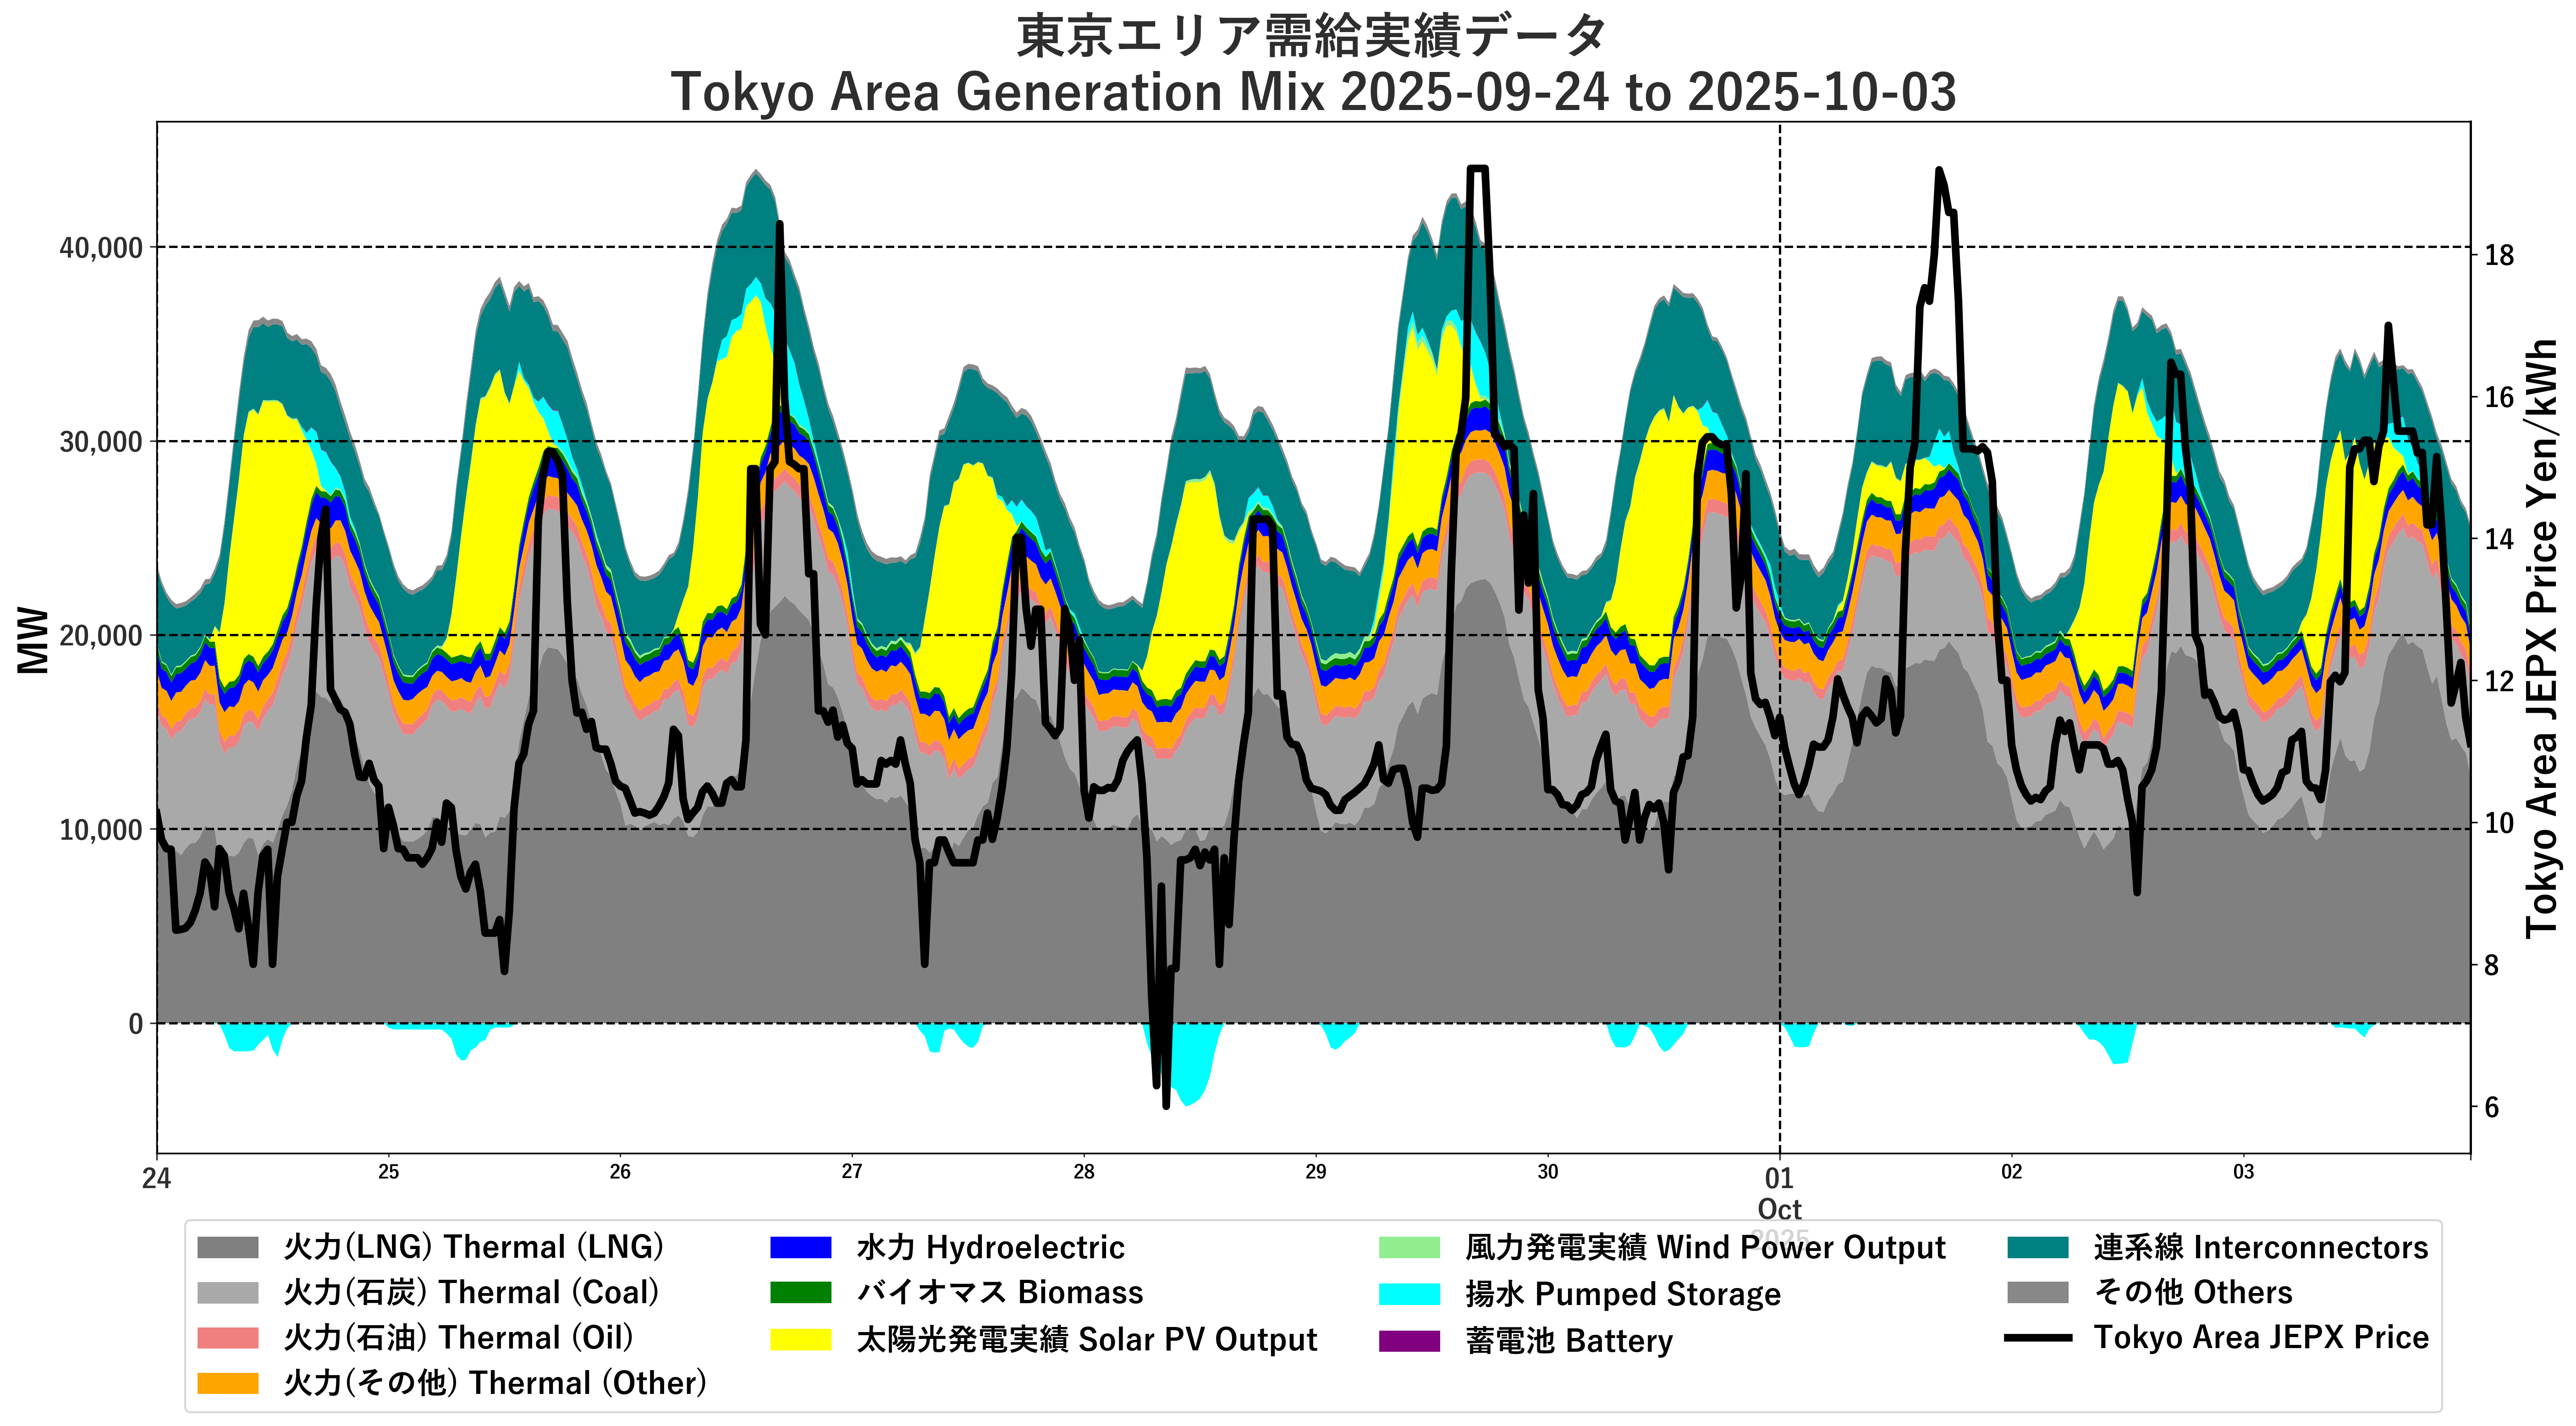 東京エリア需給実績データ
Tokyo Area Generation Mix 2025-09-24 to 2025-10-03
MW
40,000
30,000
20,000
10,000
0
18
16
14
12
10
8
6
Tokyo Area JEPX Price Yen/kWh
24
25
26
27
28
29
30
01
02
03
Oct
2025
火力(LNG) Thermal (LNG)
火力(石炭) Thermal (Coal)
火力(石油) Thermal (Oil)
火力(その他) Thermal (Other)
水力 Hydroelectric
バイオマス Biomass
太陽光発電実績 Solar PV Output
風力発電実績 Wind Power Output
揚水 Pumped Storage
蓄電池 Battery
連系線 Interconnectors
その他 Others
Tokyo Area JEPX Price